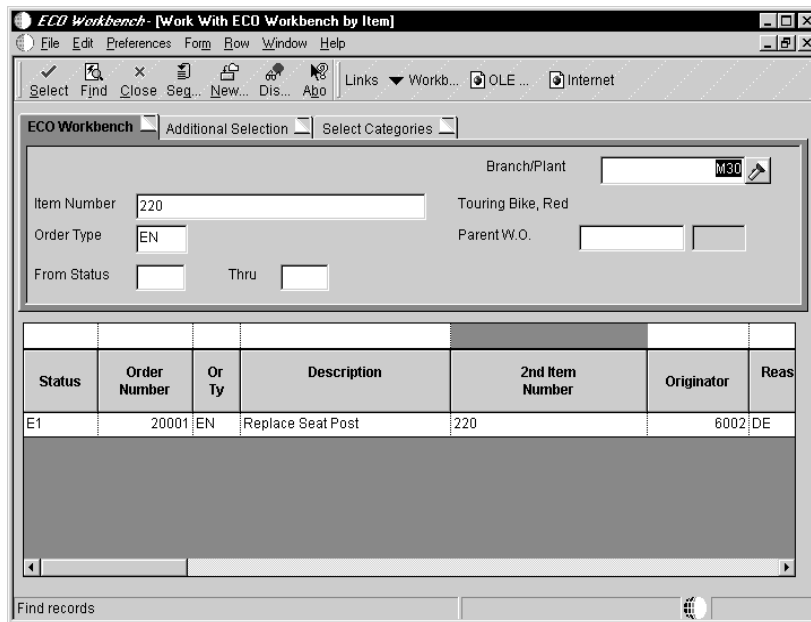 ECO Workbench - [Work With ECO Workbench by Item]
File Edit Preferences Form Row Window Help
Select Find Close Seq... New... Dis... Abo Links Workb... OLE ... Internet
ECO Workbench Additional Selection Select Categories
Branch/Plant M30
Item Number 220 Touring Bike, Red
Order Type EN Parent W.O.
From Status Thru
Status Order Number Or Ty Description 2nd Item Number Originator Reas
E1 20001 EN Replace Seat Post 220 6002 DE
Find records